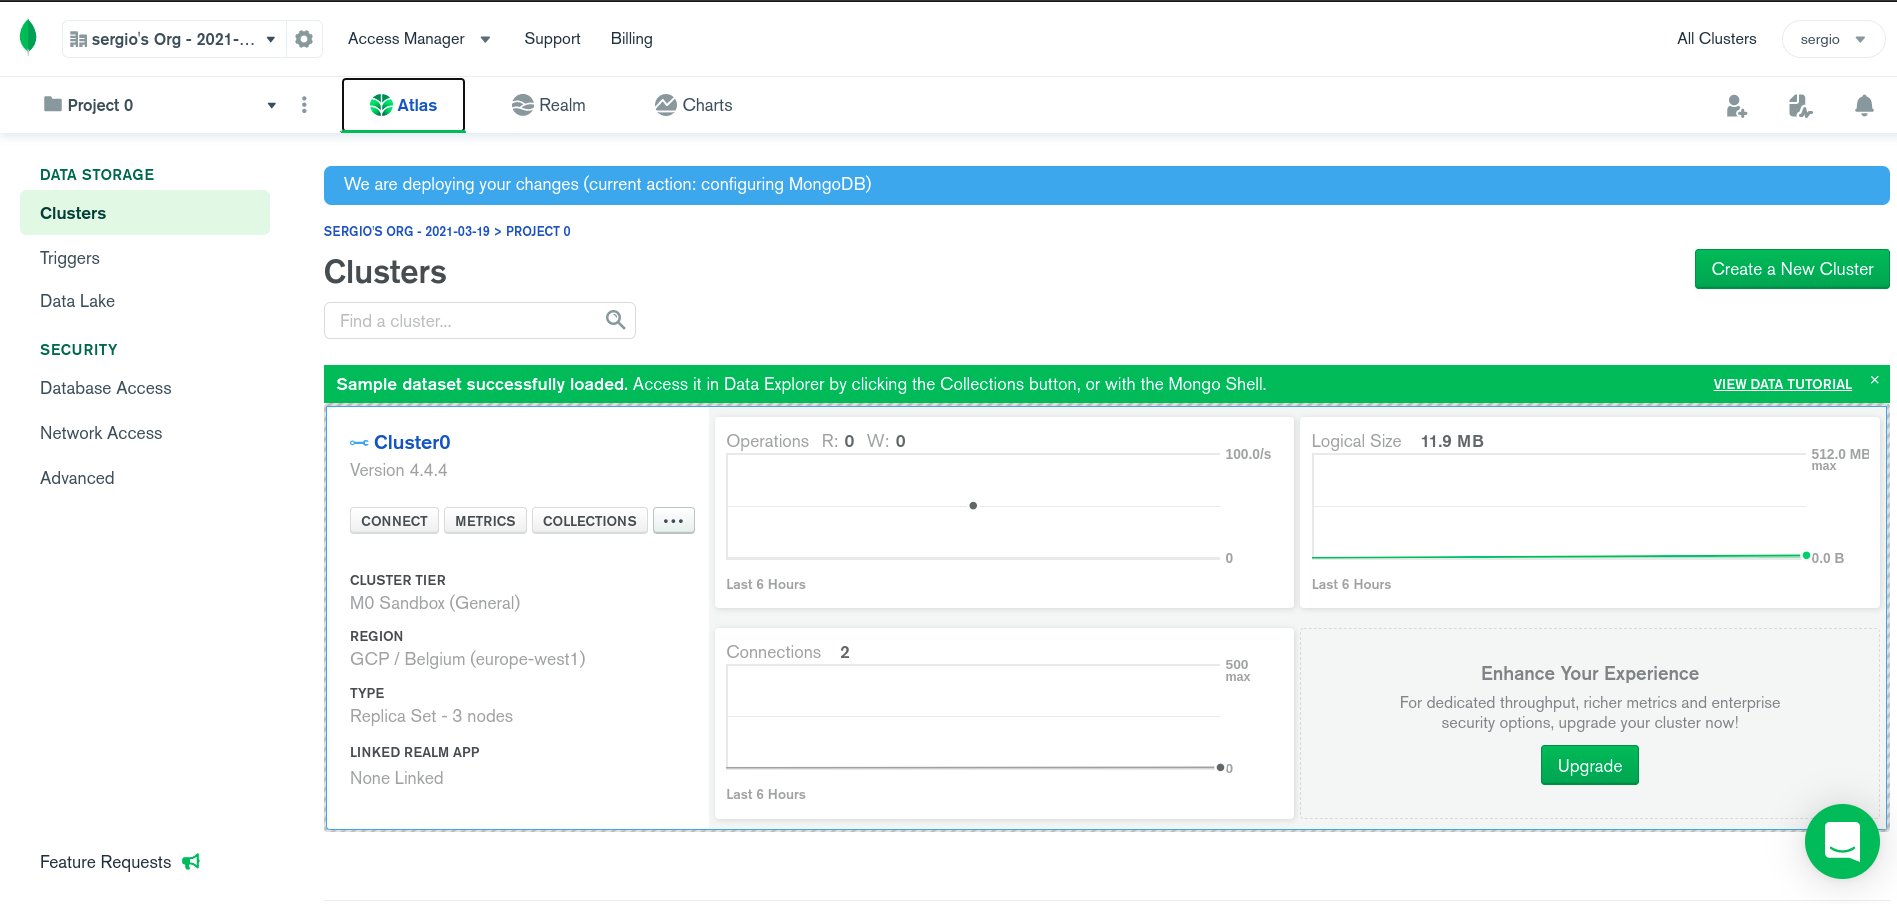 sergio's Org - 2021-...
Access Manager
Support
Billing
All Clusters
sergio
Project 0
Atlas
Realm
Charts
DATA STORAGE
Clusters
Triggers
Data Lake
SECURITY
Database Access
Network Access
Advanced
Feature Requests
We are deploying your changes (current action: configuring MongoDB)
SERGIO'S ORG - 2021-03-19 > PROJECT 0
Clusters
Create a New Cluster
Find a cluster...
Sample dataset successfully loaded. Access it in Data Explorer by clicking the Collections button, or with the Mongo Shell.
VIEW DATA TUTORIAL
Cluster0
Version 4.4.4
CONNECT
METRICS
COLLECTIONS
CLUSTER TIER
M0 Sandbox (General)
REGION
GCP / Belgium (europe-west1)
TYPE
Replica Set - 3 nodes
LINKED REALM APP
None Linked
Operations R: 0 W: 0
100.0/s
0
Last 6 Hours
Logical Size 11.9 MB
512.0 MB
max
0.0 B
Last 6 Hours
Connections 2
500
max
0
Last 6 Hours
Enhance Your Experience
For dedicated throughput, richer metrics and enterprise
security options, upgrade your cluster now!
Upgrade